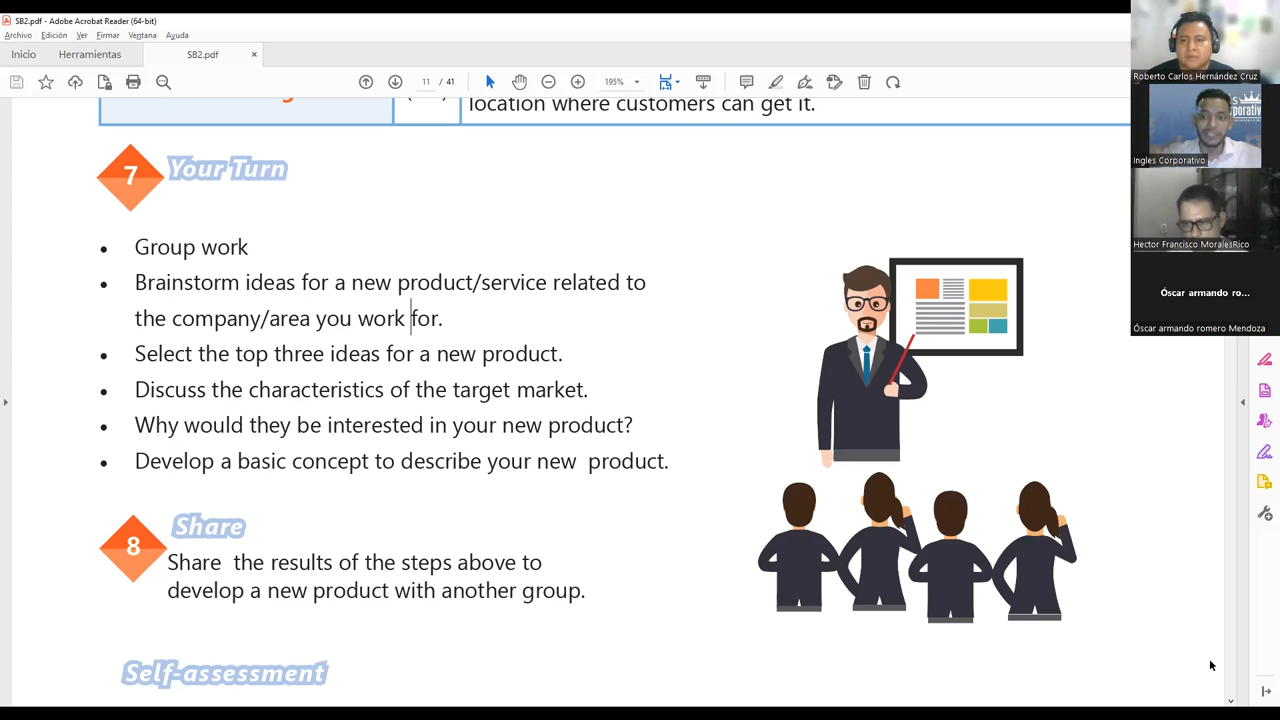 SB2.pdf - Adobe Acrobat Reader (64-bit)
Archivo Edición Ver Firmar Ventana Ayuda
Inicio Herramientas SB2.pdf
11 / 41 195%
location where customers can get it.
7 Your Turn
• Group work
• Brainstorm ideas for a new product/service related to
the company/area you work for.
• Select the top three ideas for a new product.
• Discuss the characteristics of the target market.
• Why would they be interested in your new product?
• Develop a basic concept to describe your new product.
8 Share
Share the results of the steps above to
develop a new product with another group.
Self-assessment
Roberto Carlos Hernández Cruz
Ingles Corporativo
Hector Francisco MoralesRico
Óscar armando ro...
Óscar armando romero Mendoza